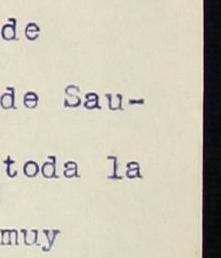 de
de Sau-
toda la
muy